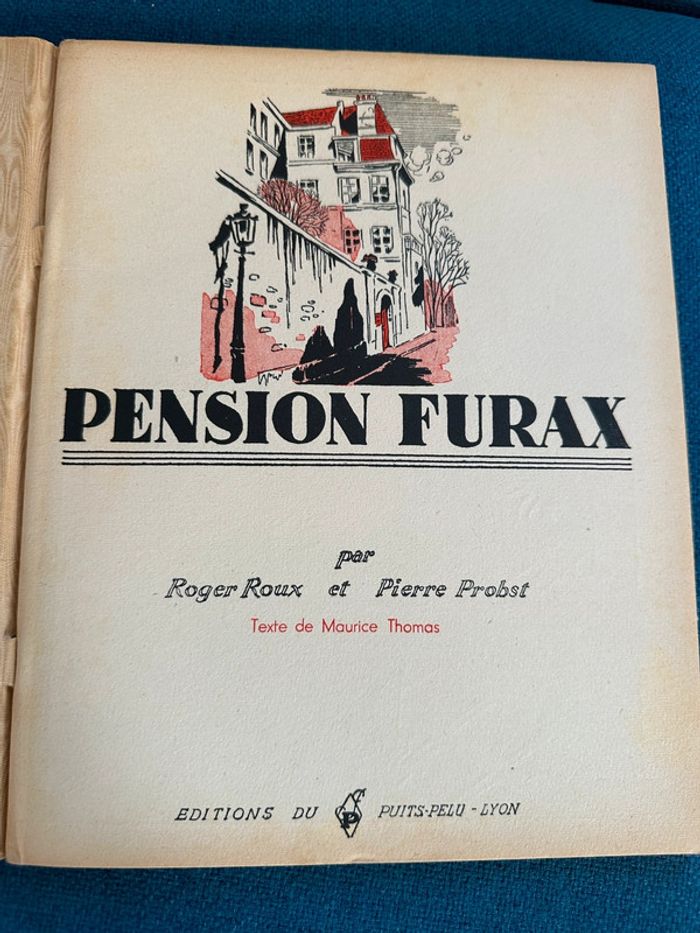 PENSION FURAX
par
Roger Roux et Pierre Probst
Texte de Maurice Thomas
EDITIONS DU PUITS-PELU - LYON